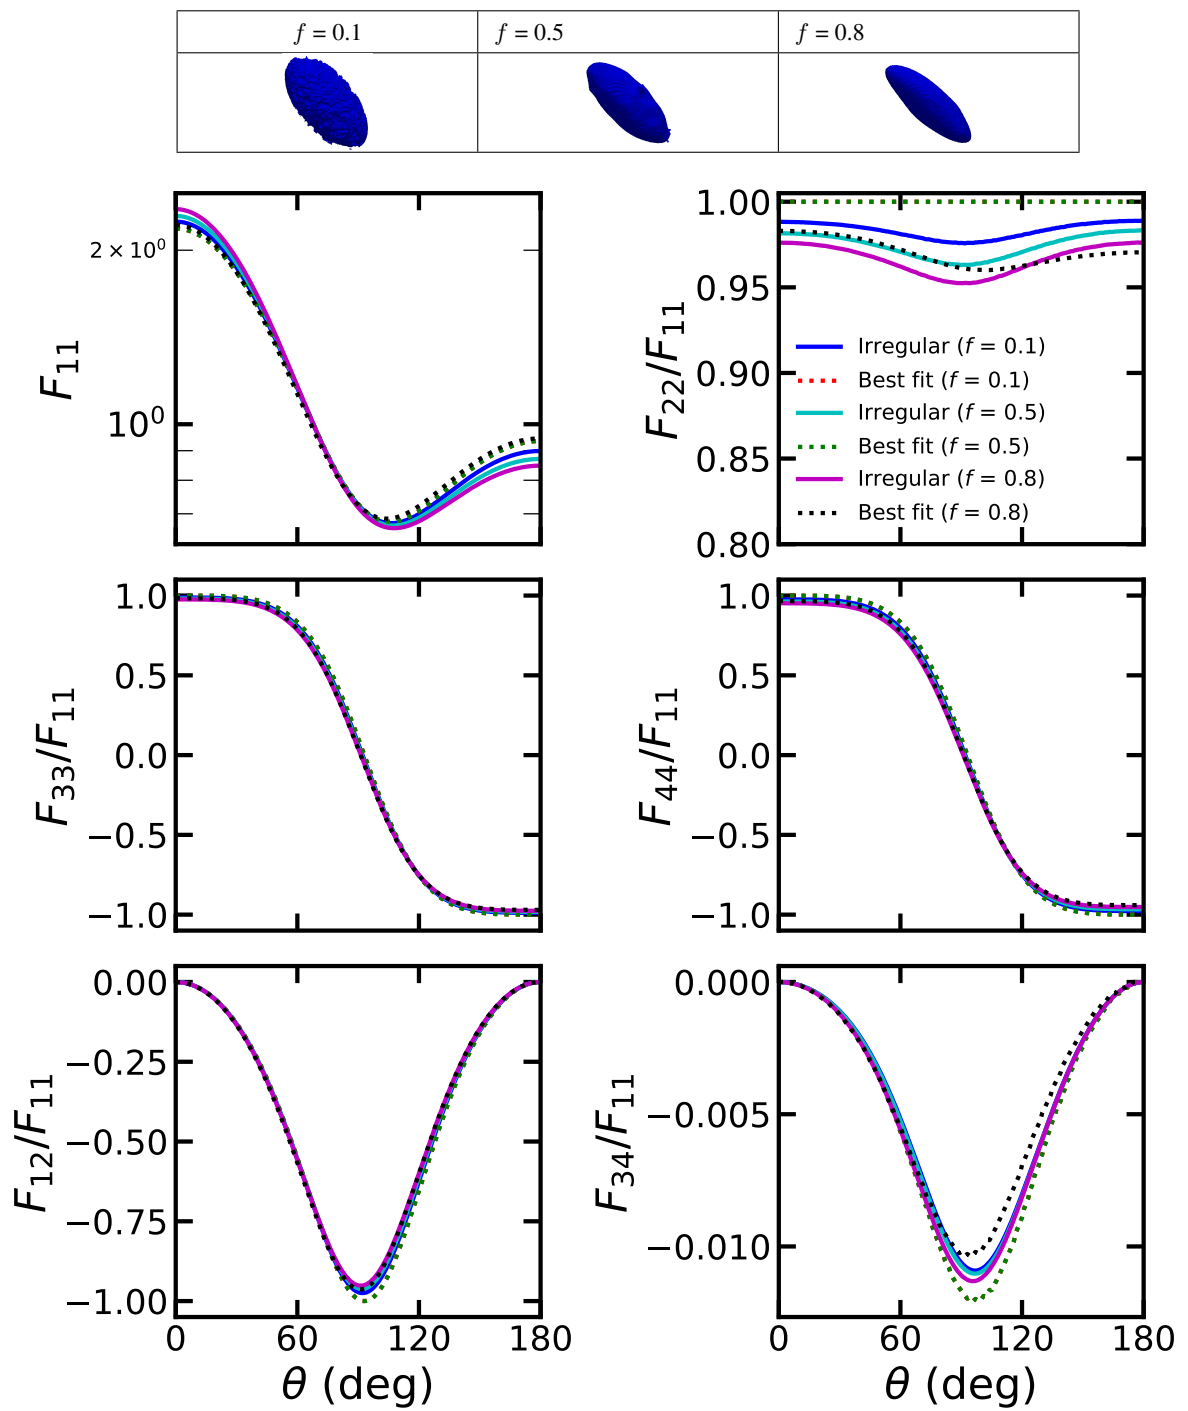 f = 0.1 f = 0.5 f = 0.8
F11
2 × 10^0
10^0
F22/F11
1.00
0.95
0.90
0.85
0.80
Irregular (f = 0.1)
Best fit (f = 0.1)
Irregular (f = 0.5)
Best fit (f = 0.5)
Irregular (f = 0.8)
Best fit (f = 0.8)
F33/F11
1.0
0.5
0.0
−0.5
−1.0
F44/F11
1.0
0.5
0.0
−0.5
−1.0
F12/F11
0.00
−0.25
−0.50
−0.75
−1.00
0 60 120 180
θ (deg)
F34/F11
0.000
−0.005
−0.010
0 60 120 180
θ (deg)